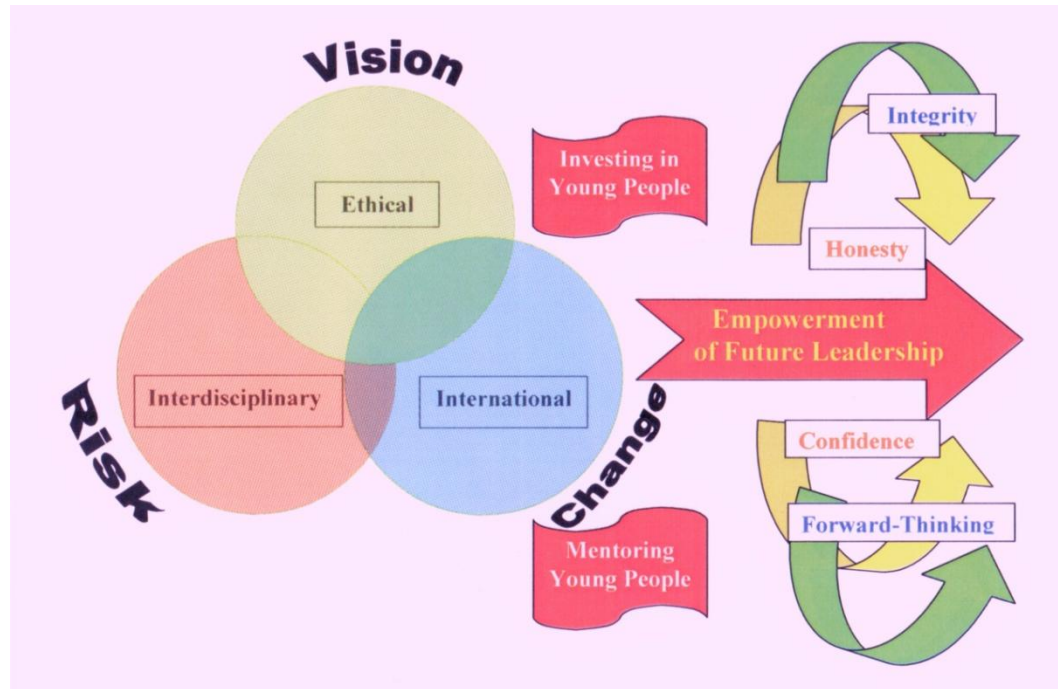 Vision
Ethical
Interdisciplinary
International
Risk
Change
Investing in
Young People
Mentoring
Young People
Integrity
Honesty
Empowerment
of Future Leadership
Confidence
Forward-Thinking